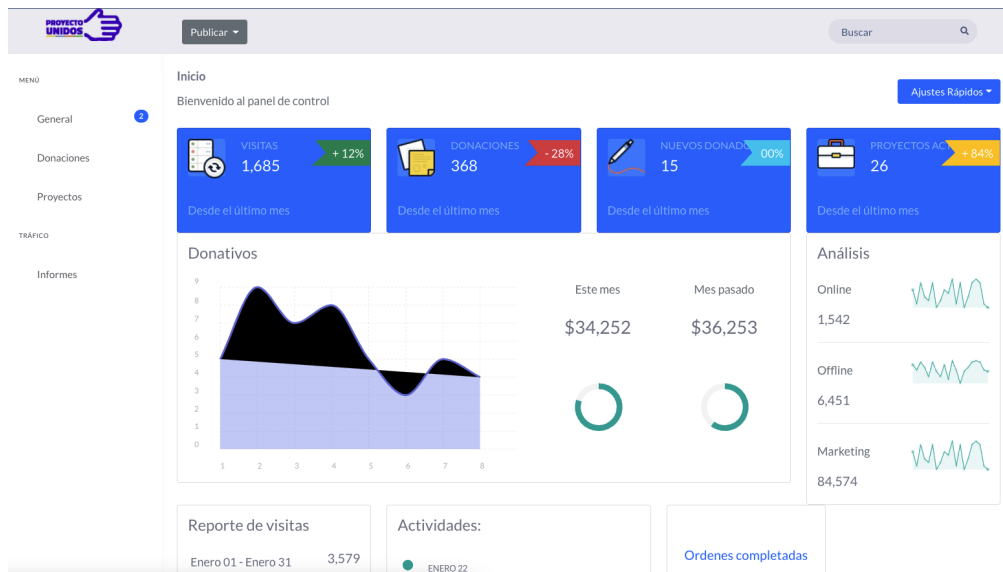 PROYECTO
UNIDOS
Publicar
Buscar
MENÚ
General
2
Donaciones
Proyectos
TRÁFICO
Informes
Inicio
Bienvenido al panel de control
Ajustes Rápidos
VISITAS
1,685
+ 12%
Desde el último mes
DONACIONES
368
- 28%
Desde el último mes
NUEVOS DONADO
15
00%
Desde el último mes
PROYECTOS ACT
26
+ 84%
Desde el último mes
Donativos
9
8
7
6
5
4
3
2
1
0
1 2 3 4 5 6 7 8
Este mes
$34,252
Mes pasado
$36,253
Análisis
Online
1,542
Offline
6,451
Marketing
84,574
Reporte de visitas
Enero 01 - Enero 31 3,579
Actividades:
ENERO 22
Ordenes completadas